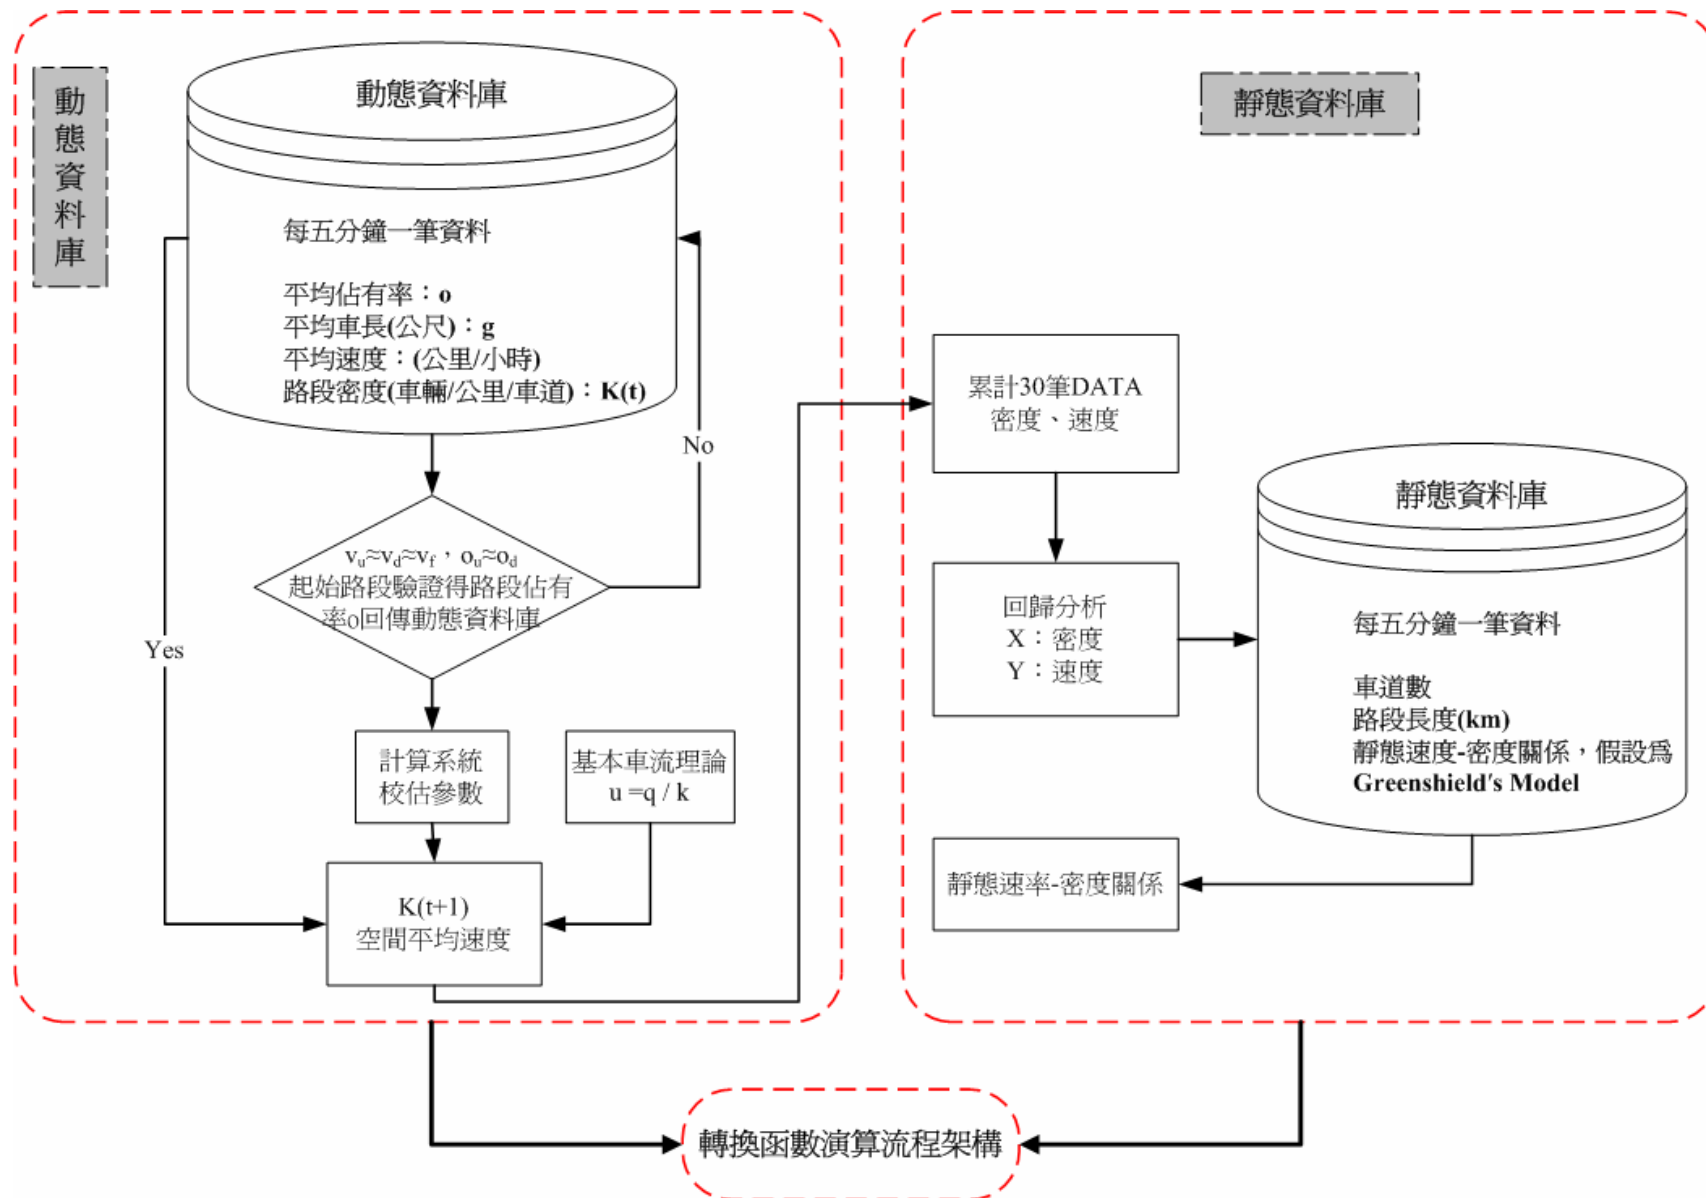 動態資料庫
動態資料庫
每五分鐘一筆資料
平均佔有率：o
平均車長(公尺)：g
平均速度：(公里/小時)
路段密度(車輛/公里/車道)：K(t)
No
Yes
vu≈vd≈vf，ou≈od
起始路段驗證得路段佔有
率o回傳動態資料庫
計算系統
校估參數
基本車流理論
u =q / k
K(t+1)
空間平均速度
靜態資料庫
累計30筆DATA
密度、速度
回歸分析
X：密度
Y：速度
靜態資料庫
每五分鐘一筆資料
車道數
路段長度(km)
靜態速度-密度關係，假設為
Greenshield's Model
靜態速率-密度關係
轉換函數演算流程架構